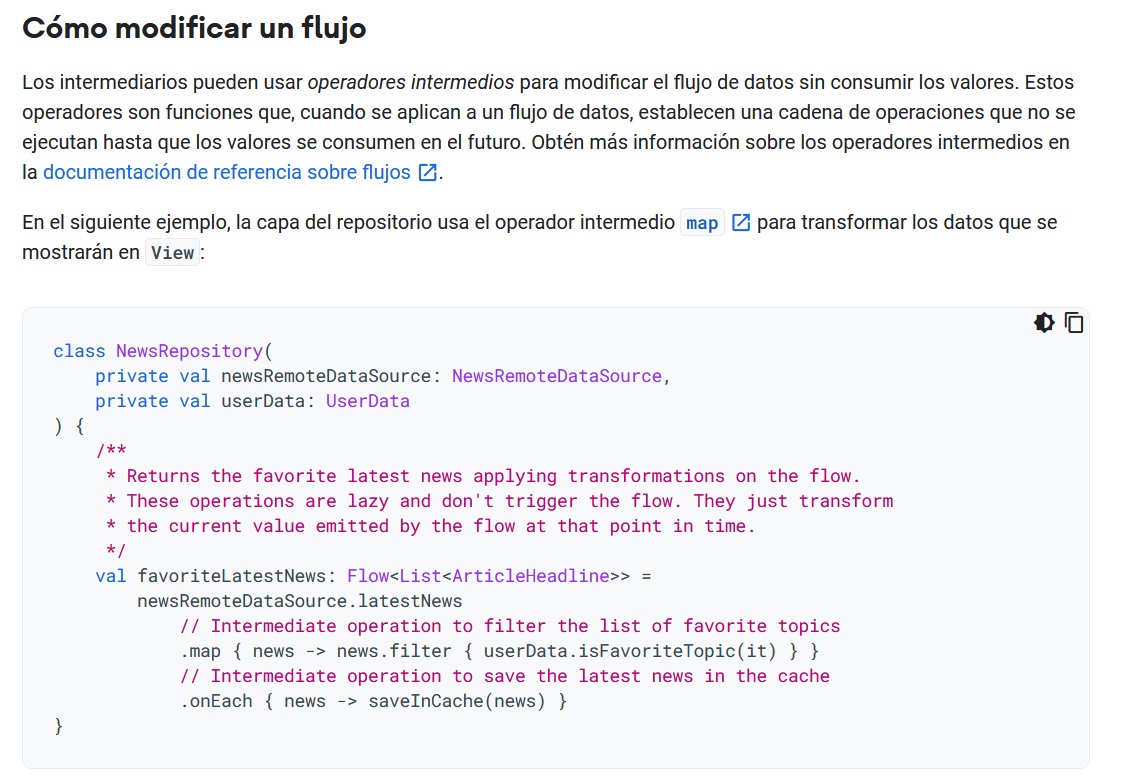 Cómo modificar un flujo
Los intermediarios pueden usar operadores intermedios para modificar el flujo de datos sin consumir los valores. Estos
operadores son funciones que, cuando se aplican a un flujo de datos, establecen una cadena de operaciones que no se
ejecutan hasta que los valores se consumen en el futuro. Obtén más información sobre los operadores intermedios en
la documentación de referencia sobre flujos.
En el siguiente ejemplo, la capa del repositorio usa el operador intermedio map para transformar los datos que se
mostrarán en View:
class NewsRepository(
    private val newsRemoteDataSource: NewsRemoteDataSource,
    private val userData: UserData
) {
    /**
     * Returns the favorite latest news applying transformations on the flow.
     * These operations are lazy and don't trigger the flow. They just transform
     * the current value emitted by the flow at that point in time.
     */
    val favoriteLatestNews: Flow<List<ArticleHeadline>> =
        newsRemoteDataSource.latestNews
            // Intermediate operation to filter the list of favorite topics
            .map { news -> news.filter { userData.isFavoriteTopic(it) } }
            // Intermediate operation to save the latest news in the cache
            .onEach { news -> saveInCache(news) }
}